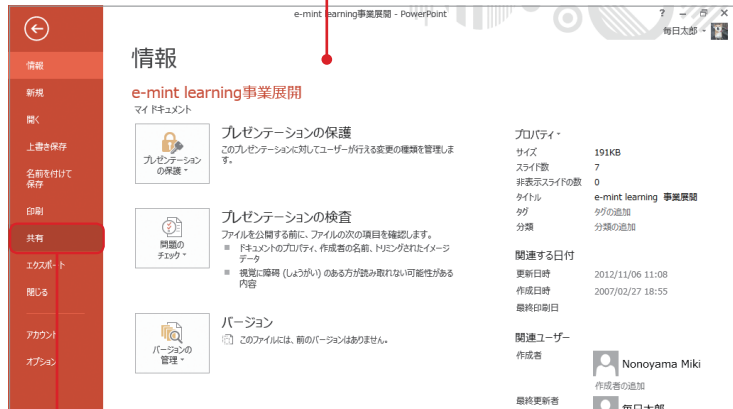 e-mint learning事業展開 - PowerPoint
? - ×
毎日太郎
情報
新規
開く
上書き保存
名前を付けて
保存
印刷
共有
エクスポート
閉じる
アカウント
オプション
情報
e-mint learning事業展開
マイ ドキュメント
プレゼンテーション
の保護
プレゼンテーションの保護
このプレゼンテーションに対してユーザーが行える変更の種類を管理しま
す。
問題の
チェック
プレゼンテーションの検査
ファイルを公開する前に、ファイルの次の項目を確認します。
■ ドキュメントのプロパティ、作成者の名前、トリミングされたイメージ
データ
■ 視覚に障碍 (しょうがい) のある方が読み取れない可能性がある
内容
バージョンの
管理
バージョン
このファイルには、前のバージョンはありません。
プロパティ
サイズ 191KB
スライド数 7
非表示スライドの数 0
タイトル e-mint learning 事業展開
タグ タグの追加
分類 分類の追加
関連する日付
更新日時 2012/11/06 11:08
作成日時 2007/02/27 18:55
最終印刷日
関連ユーザー
作成者 Nonoyama Miki
作成者の追加
最終更新者 毎日太郎